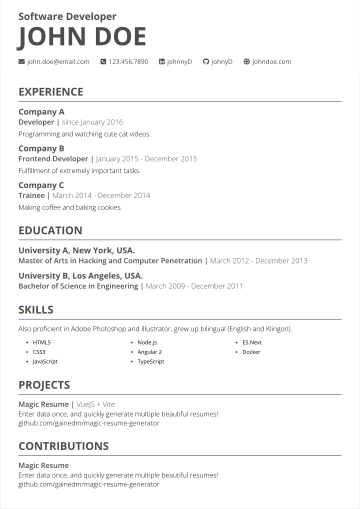 Software Developer
JOHN DOE
john.doe@email.com 123.456.7890 johnnyD johnyD johndoe.com
EXPERIENCE
Company A
Developer | since January 2016
Programming and watching cute cat videos.
Company B
Frontend Developer | January 2015 - December 2015
Fulfillment of extremely important tasks.
Company C
Trainee | March 2014 - December 2014
Making coffee and baking cookies.
EDUCATION
University A, New York, USA.
Master of Arts in Hacking and Computer Penetration | March 2012 - December 2013
University B, Los Angeles, USA.
Bachelor of Science in Engineering | March 2009 - December 2011
SKILLS
Also proficient in Adobe Photoshop and Illustrator, grew up bilingual (English and Klingon).
• HTML5 • Node.js • ES.Next
• CSS3 • Angular 2 • Docker
• JavaScript • TypeScript
PROJECTS
Magic Resume | VueJS + Vite
Enter data once, and quickly generate multiple beautiful resumes!
github.com/gainedm/magic-resume-generator
CONTRIBUTIONS
Magic Resume
Enter data once, and quickly generate multiple beautiful resumes!
github.com/gainedm/magic-resume-generator